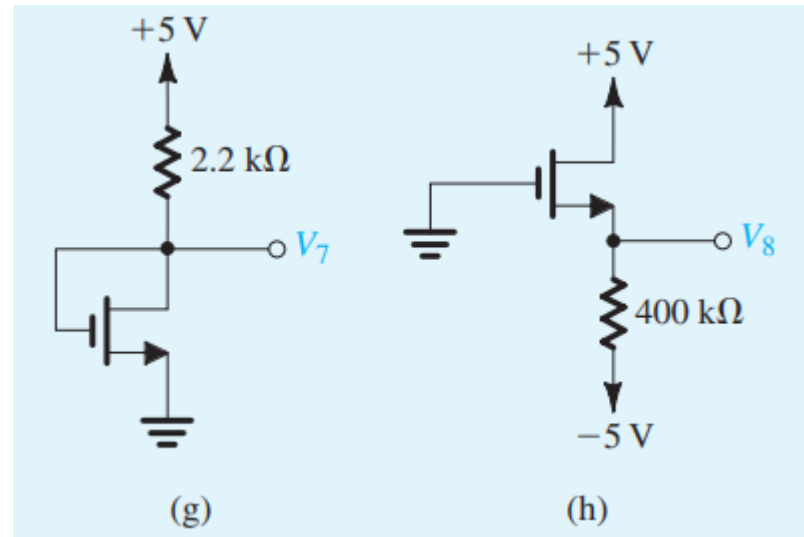 +5 V
2.2 kΩ
V7
(g)
+5 V
V8
400 kΩ
−5 V
(h)